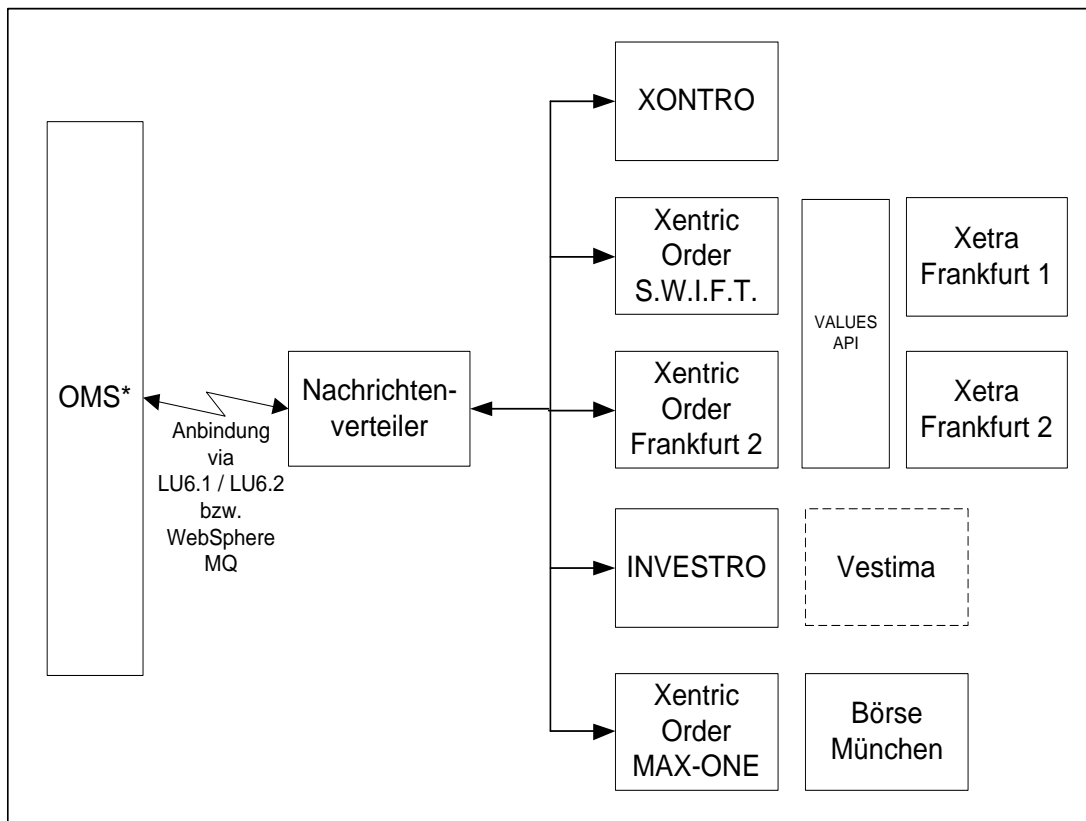 OMS*
Anbindung
via
LU6.1 / LU6.2
bzw.
WebSphere
MQ
Nachrichten-
verteiler
XONTRO
Xentric
Order
S.W.I.F.T.
VALUES
API
Xetra
Frankfurt 1
Xentric
Order
Frankfurt 2
Xetra
Frankfurt 2
INVESTRO
Vestima
Xentric
Order
MAX-ONE
Börse
München